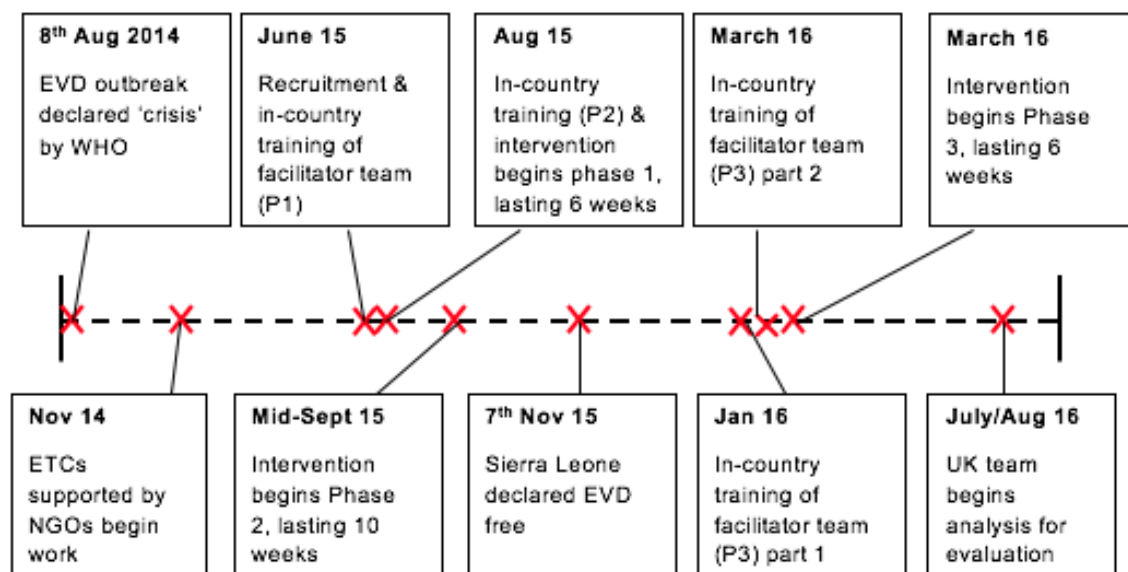 8th Aug 2014
EVD outbreak
declared ‘crisis’
by WHO
June 15
Recruitment &
in-country
training of
facilitator team
(P1)
Aug 15
In-country
training (P2) &
intervention
begins phase 1,
lasting 6 weeks
March 16
In-country
training of
facilitator team
(P3) part 2
March 16
Intervention
begins Phase
3, lasting 6
weeks
Nov 14
ETCs
supported by
NGOs begin
work
Mid-Sept 15
Intervention
begins Phase
2, lasting 10
weeks
7th Nov 15
Sierra Leone
declared EVD
free
Jan 16
In-country
training of
facilitator team
(P3) part 1
July/Aug 16
UK team
begins
analysis for
evaluation